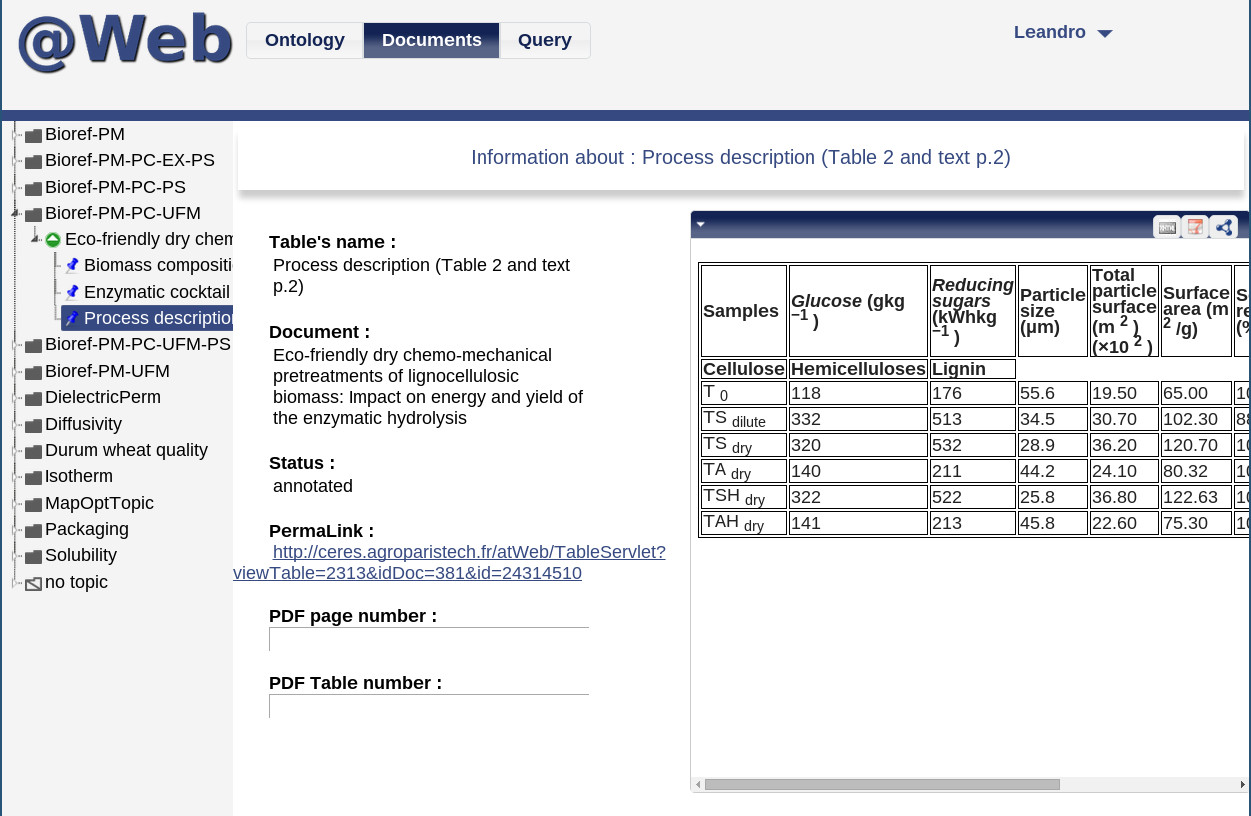 @Web
Ontology Documents Query
Leandro
Bioref-PM
Bioref-PM-PC-EX-PS
Bioref-PM-PC-PS
Bioref-PM-PC-UFM
Eco-friendly dry chem
Biomass compositi
Enzymatic cocktail
Process description
Bioref-PM-PC-UFM-PS
Bioref-PM-UFM
DielectricPerm
Diffusivity
Durum wheat quality
Isotherm
MapOptTopic
Packaging
Solubility
no topic
Information about : Process description (Table 2 and text p.2)
Table's name :
Process description (Table 2 and text
p.2)
Document :
Eco-friendly dry chemo-mechanical
pretreatments of lignocellulosic
biomass: Impact on energy and yield of
the enzymatic hydrolysis
Status :
annotated
PermaLink :
http://ceres.agroparistech.fr/atWeb/TableServlet?
viewTable=2313&idDoc=381&id=24314510
PDF page number :
PDF Table number :
Samples Glucose (gkg −1 ) Reducing sugars (kWhkg −1 ) Particle size (μm) Total particle surface (m 2 ) (×10 2 ) Surface area (m 2 /g)
Cellulose Hemicelluloses Lignin
T 0 118 176 55.6 19.50 65.00
TS dilute 332 513 34.5 30.70 102.30
TS dry 320 532 28.9 36.20 120.70
TA dry 140 211 44.2 24.10 80.32
TSH dry 322 522 25.8 36.80 122.63
TAH dry 141 213 45.8 22.60 75.30